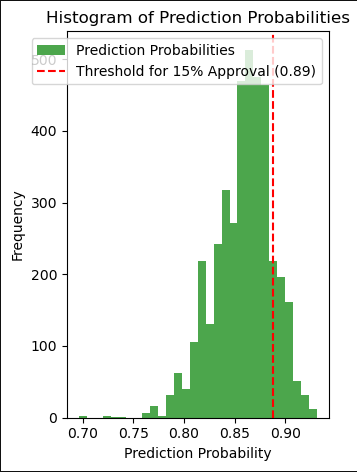 Histogram of Prediction Probabilities
Prediction Probabilities
Threshold for 15% Approval (0.89)
500
400
300
200
100
0
Frequency
0.70 0.75 0.80 0.85 0.90
Prediction Probability